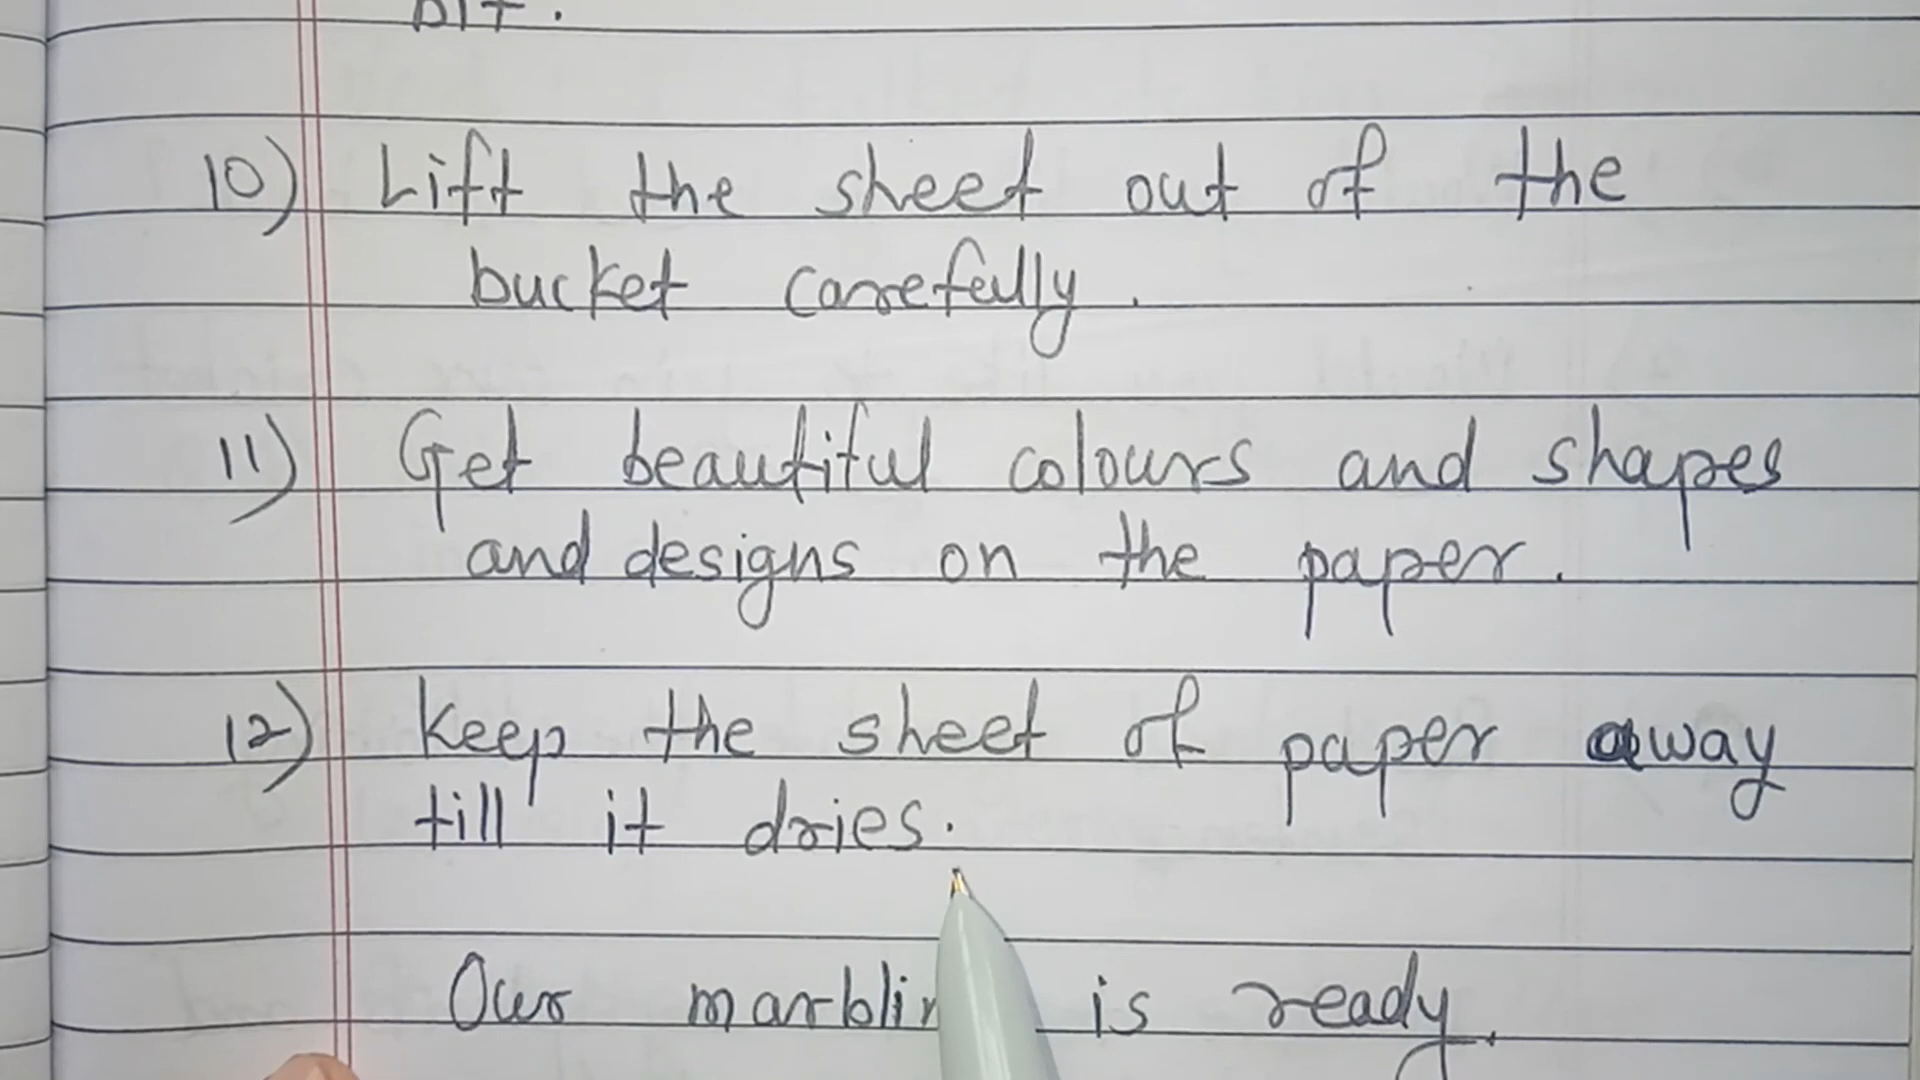 10) Lift the sheet out of the
bucket carefully.
11) Get beautiful colours and shapes
and designs on the paper.
12) Keep the sheet of paper away
till it dries.
Our is ready.